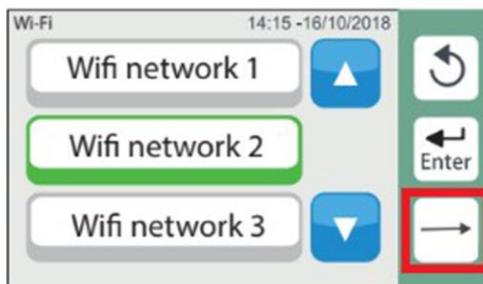 Wi-Fi 14:15 -16/10/2018
Wifi network 1
Wifi network 2
Enter
Wifi network 3